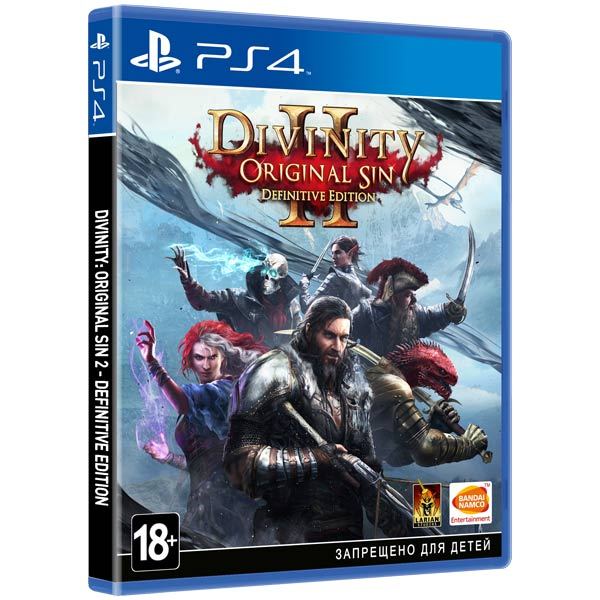 PS4
PS4
DIVINITY
II
ORIGINAL SIN
DEFINITIVE EDITION
DIVINITY: ORIGINAL SIN 2 - DEFINITIVE EDITION
LARIAN
STUDIOS
BANDAI
NAMCO
Entertainment
18+
ЗАПРЕЩЕНО ДЛЯ ДЕТЕЙ